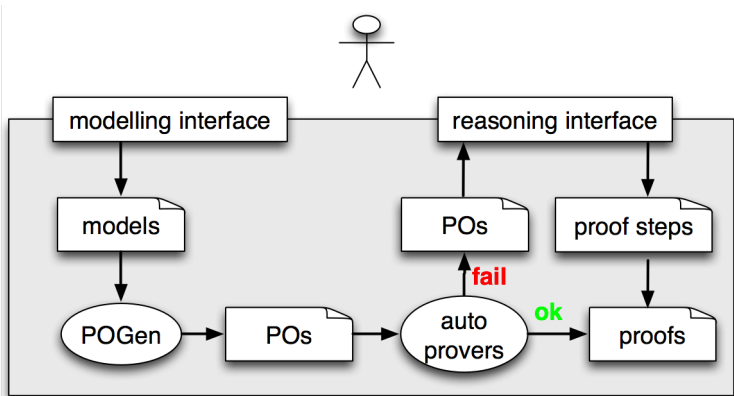 modelling interface
reasoning interface
models
POs
proof steps
fail
ok
POGen
POs
auto
provers
proofs